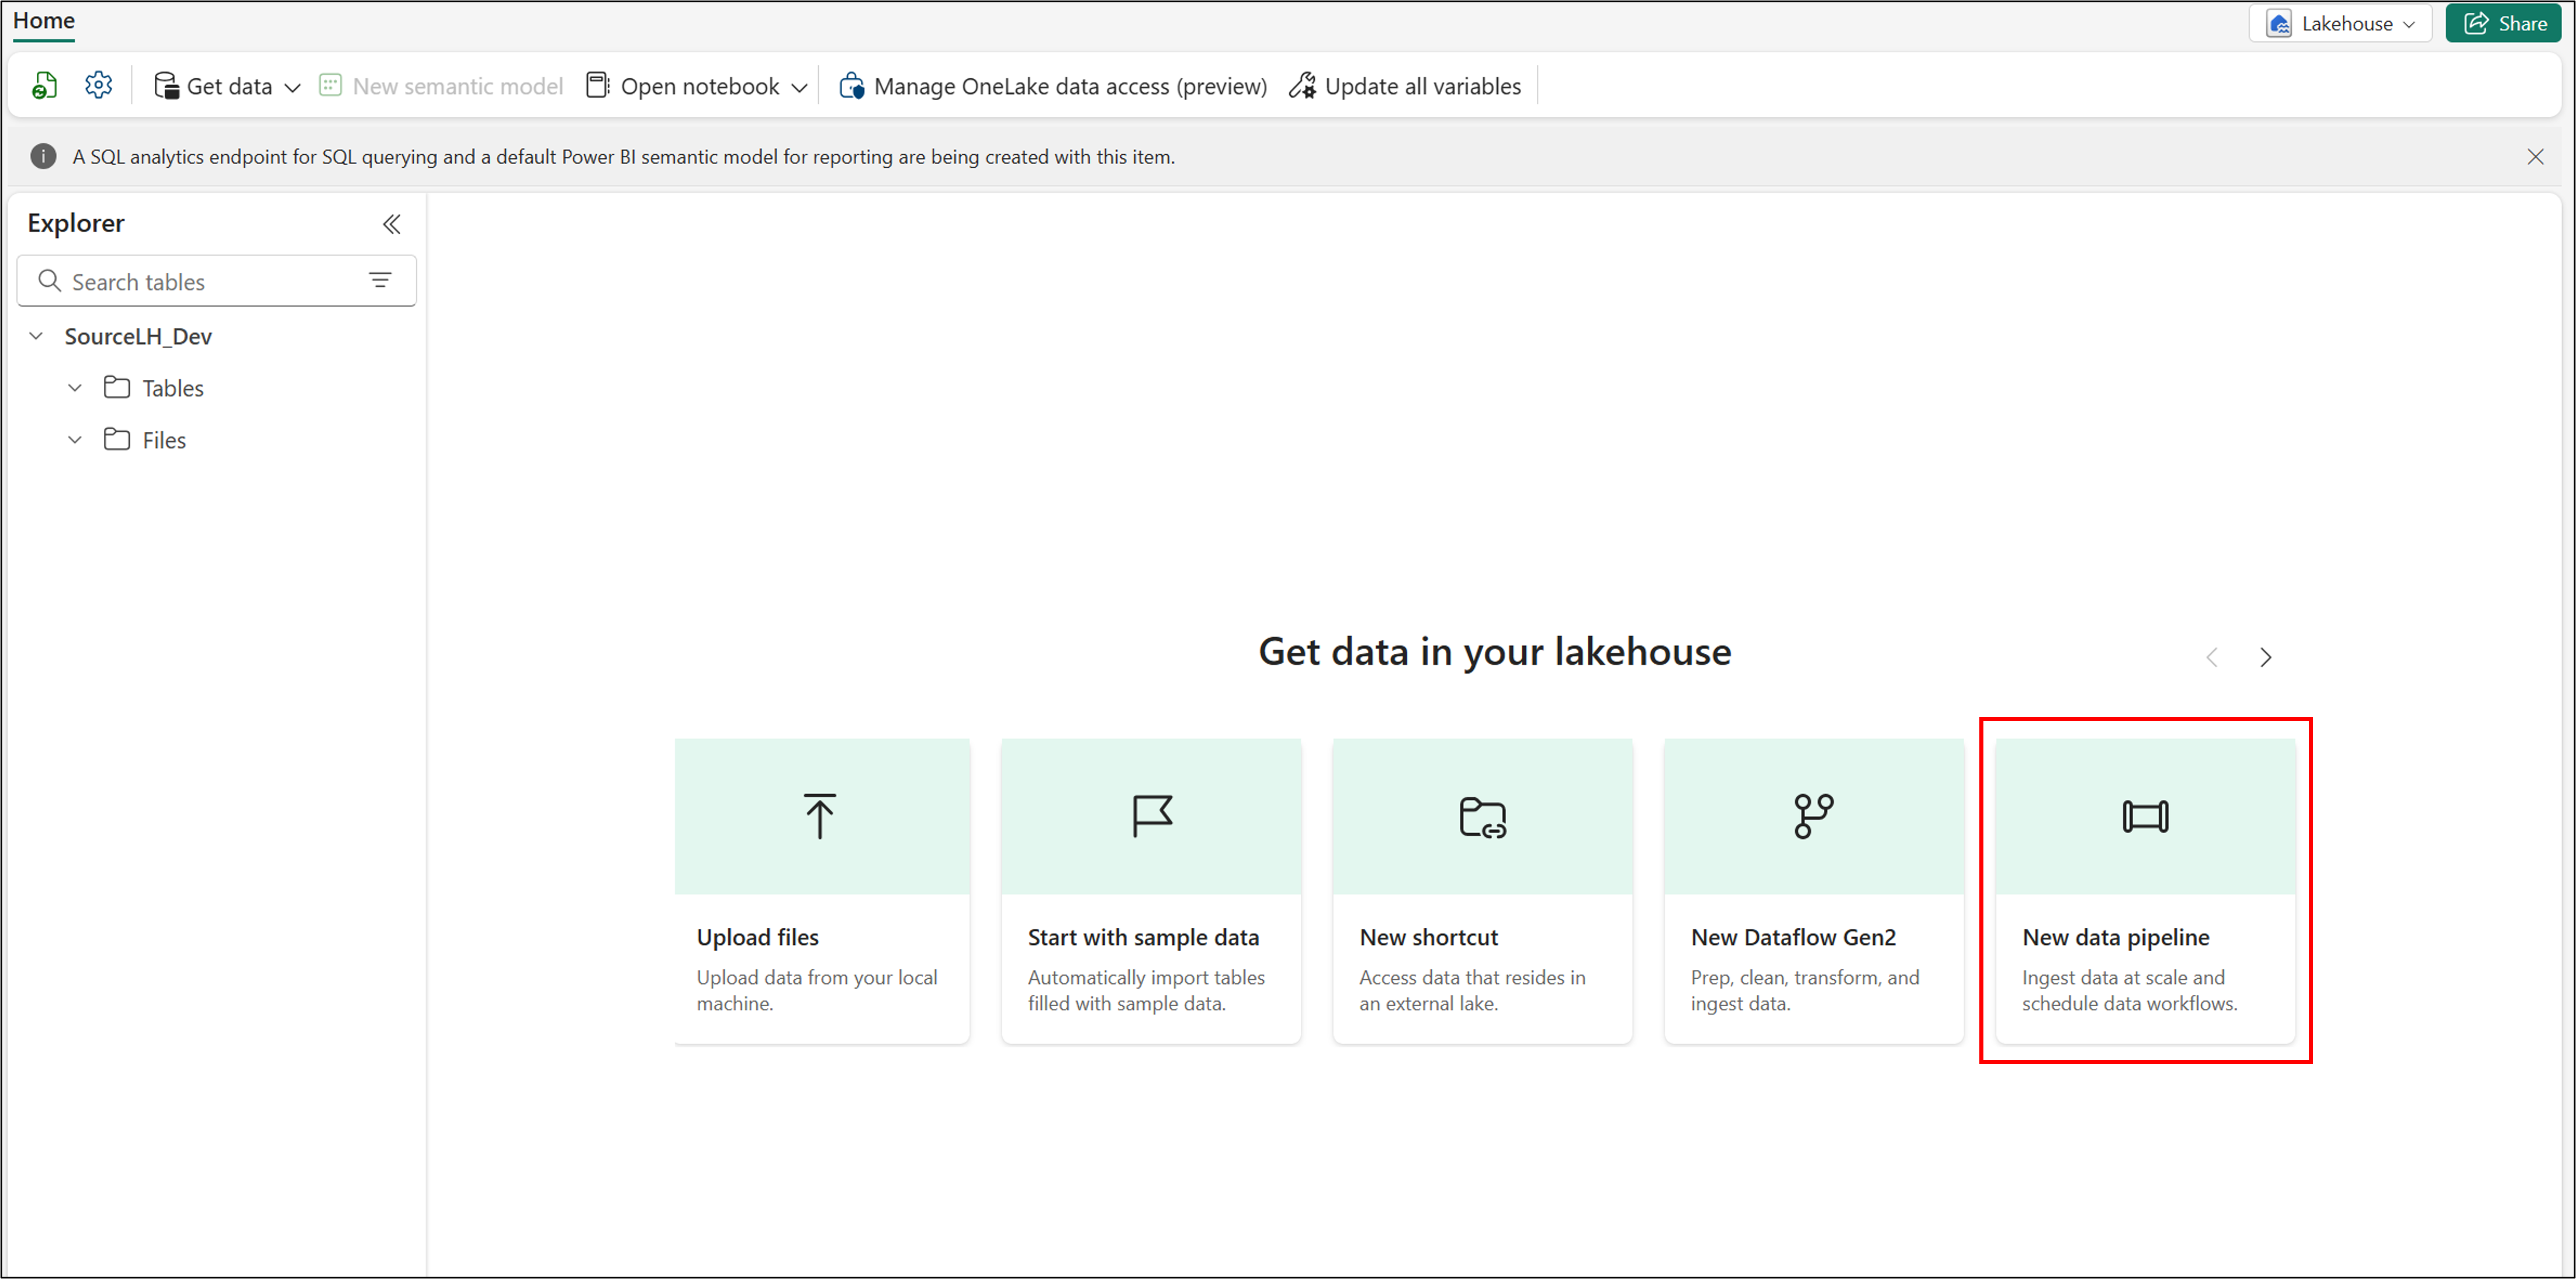 Home
Lakehouse
Share
Get data
New semantic model
Open notebook
Manage OneLake data access (preview)
Update all variables
A SQL analytics endpoint for SQL querying and a default Power BI semantic model for reporting are being created with this item.
Explorer
Search tables
SourceLH_Dev
Tables
Files
Get data in your lakehouse
Upload files
Upload data from your local
machine.
Start with sample data
Automatically import tables
filled with sample data.
New shortcut
Access data that resides in
an external lake.
New Dataflow Gen2
Prep, clean, transform, and
ingest data.
New data pipeline
Ingest data at scale and
schedule data workflows.